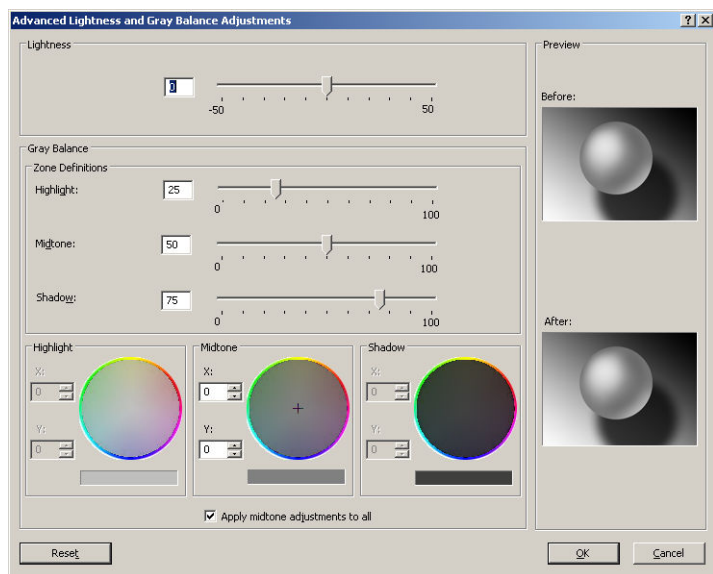 Advanced Lightness and Gray Balance Adjustments
Lightness
0
-50 50
Gray Balance
Zone Definitions
Highlight: 25
0 100
Midtone: 50
0 100
Shadow: 75
0 100
Highlight
X:
0
Y:
0
Midtone
X:
0
Y:
0
Shadow
X:
0
Y:
0
Apply midtone adjustments to all
Preview
Before:
After:
Reset OK Cancel